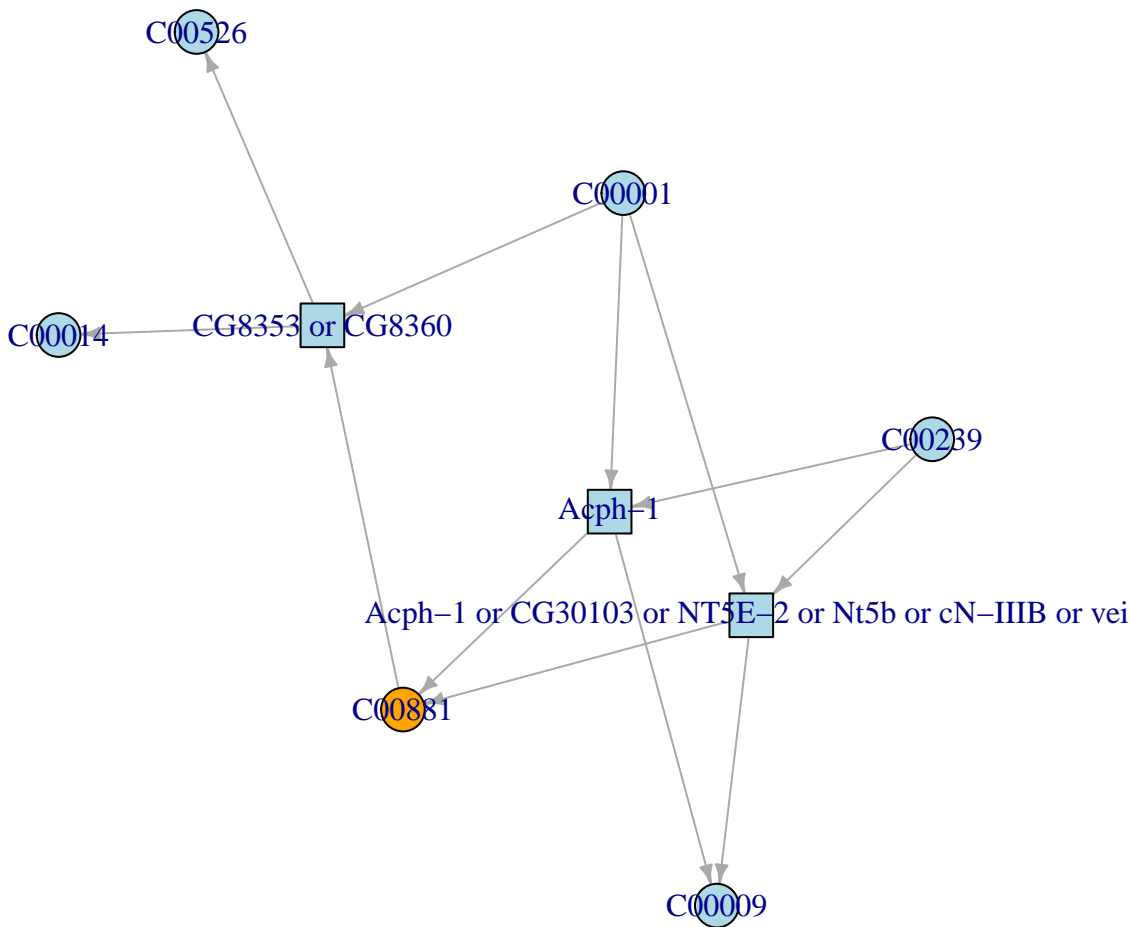 C00526
C00001
CG8353 or CG8360
C00014
C00239
Acph−1
Acph−1 or CG30103 or NT5E−2 or Nt5b or cN−IIIB or vei
C00881
C00009